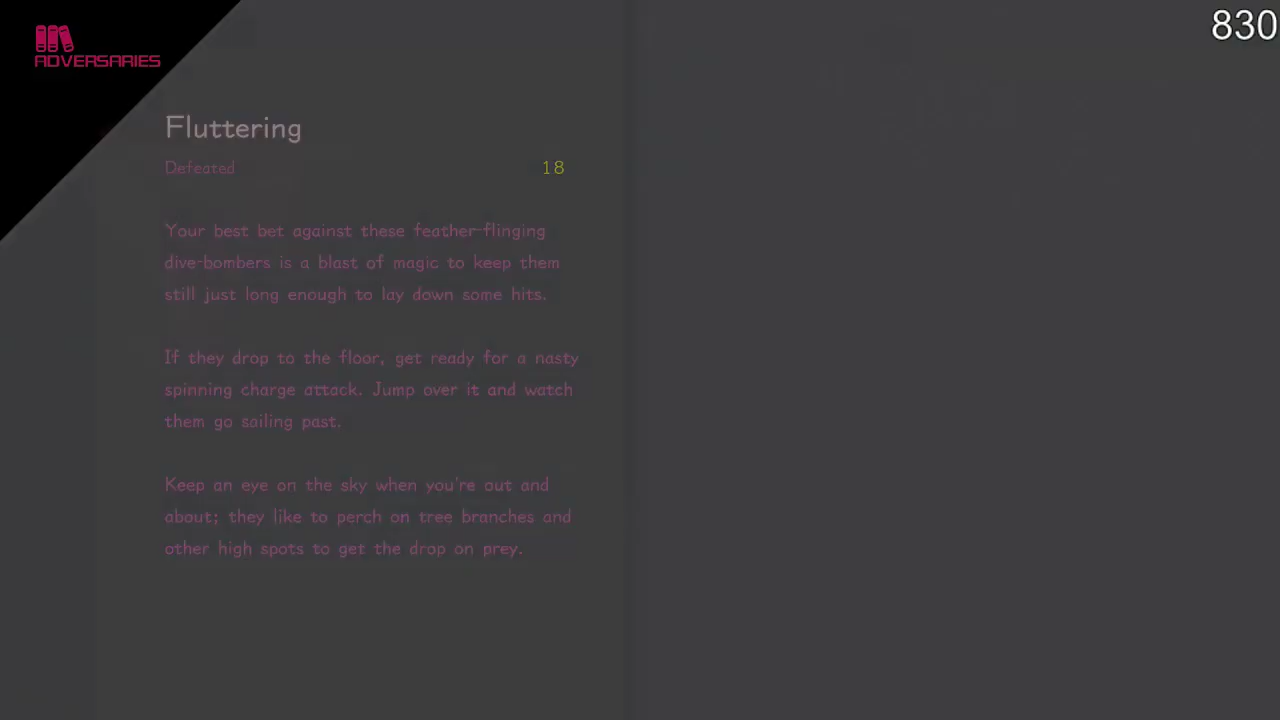 830
ADVERSARIES
Fluttering
Defeated 18
Your best bet against these feather-flinging
dive-bombers is a blast of magic to keep them
still just long enough to lay down some hits.
If they drop to the floor, get ready for a nasty
spinning charge attack. Jump over it and watch
them go sailing past.
Keep an eye on the sky when you're out and
about; they like to perch on tree branches and
other high spots to get the drop on prey.